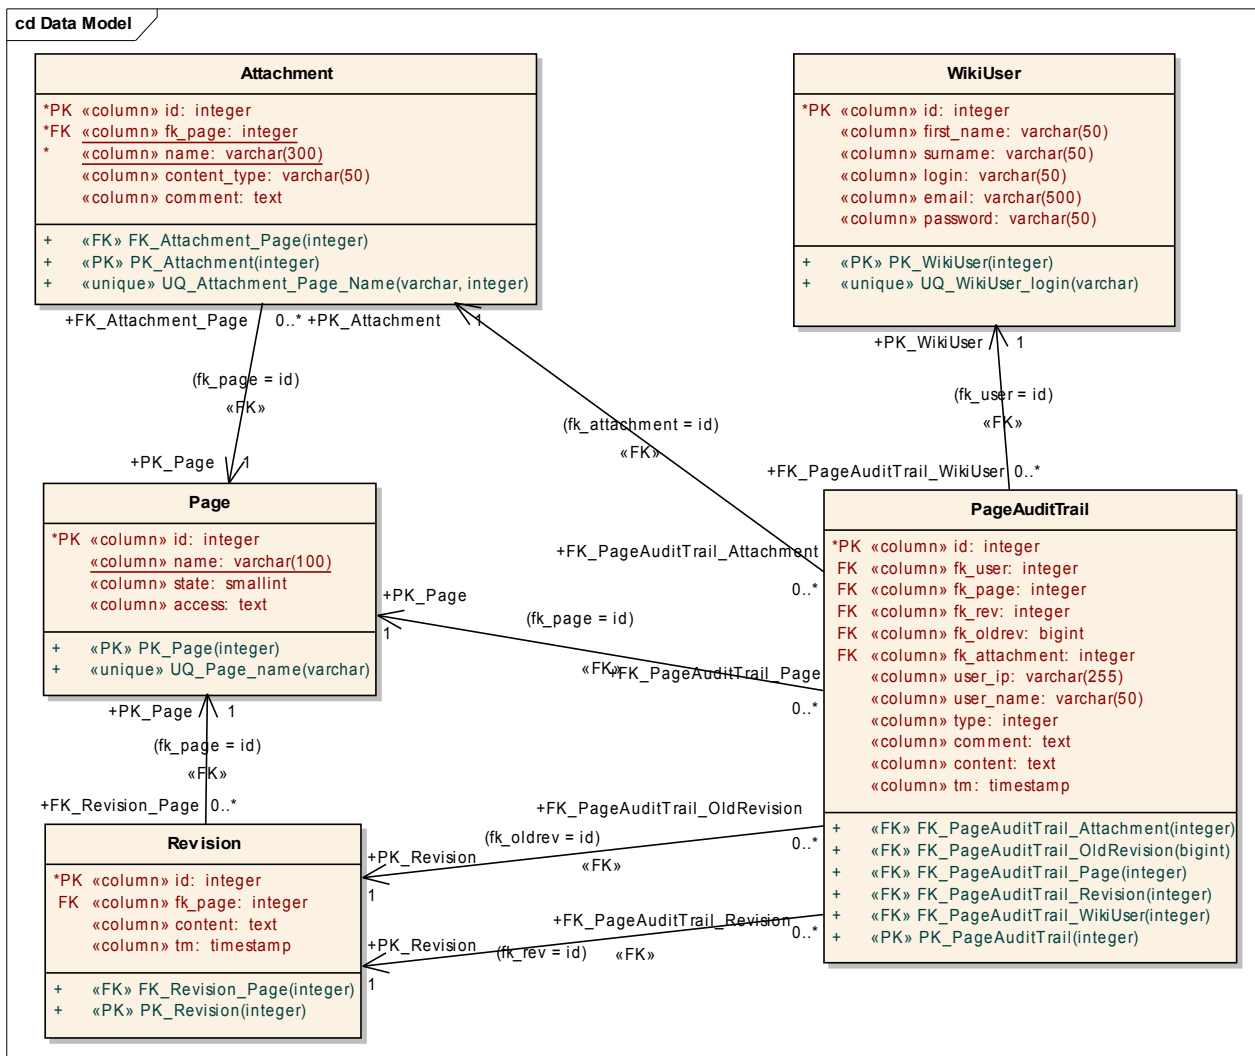 cd Data Model
Attachment
*PK «column» id: integer
*FK «column» fk_page: integer
* «column» name: varchar(300)
«column» content_type: varchar(50)
«column» comment: text
+ «FK» FK_Attachment_Page(integer)
+ «PK» PK_Attachment(integer)
+ «unique» UQ_Attachment_Page_Name(varchar, integer)
WikiUser
*PK «column» id: integer
«column» first_name: varchar(50)
«column» surname: varchar(50)
«column» login: varchar(50)
«column» email: varchar(500)
«column» password: varchar(50)
+ «PK» PK_WikiUser(integer)
+ «unique» UQ_WikiUser_login(varchar)
+FK_Attachment_Page 0..* +PK_Attachment 1
+PK_WikiUser 1
(fk_page = id)
«FK»
(fk_user = id)
«FK»
(fk_attachment = id)
«FK»
+PK_Page 1
+FK_PageAuditTrail_WikiUser 0..*
Page
*PK «column» id: integer
«column» name: varchar(100)
«column» state: smallint
«column» access: text
+ «PK» PK_Page(integer)
+ «unique» UQ_Page_name(varchar)
+FK_PageAuditTrail_Attachment
0..*
+PK_Page
1
(fk_page = id)
«FK»
+FK_PageAuditTrail_Page
0..*
PageAuditTrail
*PK «column» id: integer
FK «column» fk_user: integer
FK «column» fk_page: integer
FK «column» fk_rev: integer
FK «column» fk_oldrev: bigint
FK «column» fk_attachment: integer
«column» user_ip: varchar(255)
«column» user_name: varchar(50)
«column» type: integer
«column» comment: text
«column» content: text
«column» tm: timestamp
+ «FK» FK_PageAuditTrail_Attachment(integer)
+ «FK» FK_PageAuditTrail_OldRevision(bigint)
+ «FK» FK_PageAuditTrail_Page(integer)
+ «FK» FK_PageAuditTrail_Revision(integer)
+ «FK» FK_PageAuditTrail_WikiUser(integer)
+ «PK» PK_PageAuditTrail(integer)
+PK_Page 1
(fk_page = id)
«FK»
+FK_Revision_Page 0..*
+FK_PageAuditTrail_OldRevision
0..*
(fk_oldrev = id)
«FK»
+PK_Revision
1
+FK_PageAuditTrail_Revision
0..*
(fk_rev = id)
«FK»
+PK_Revision
1
Revision
*PK «column» id: integer
FK «column» fk_page: integer
«column» content: text
«column» tm: timestamp
+ «FK» FK_Revision_Page(integer)
+ «PK» PK_Revision(integer)